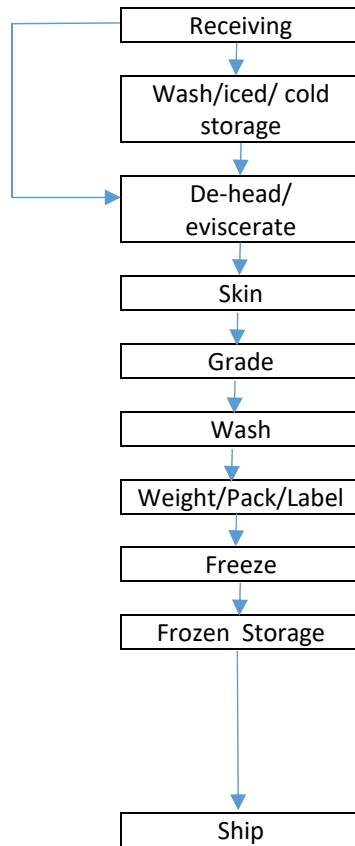 Receiving
Wash/iced/ cold
storage
De-head/
eviscerate
Skin
Grade
Wash
Weight/Pack/Label
Freeze
Frozen  Storage
Ship